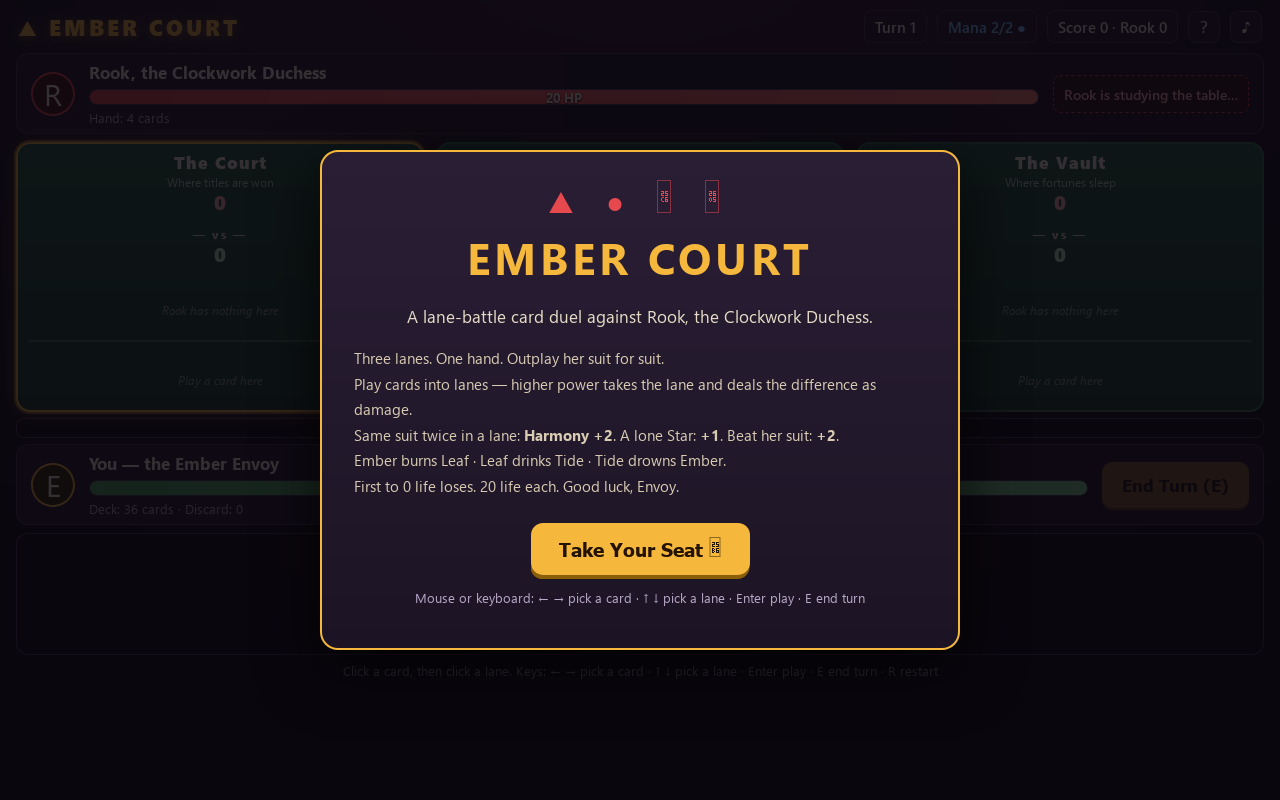 ▲ EMBER COURT
Turn 1
Mana 2/2 ●
Score 0 · Rook 0
?
♪
R
Rook, the Clockwork Duchess
20 HP
Hand: 4 cards
Rook is studying the table...
The Court
Where titles are won
0
— vs —
0
Rook has nothing here
Play a card here
The Vault
Where fortunes sleep
0
— vs —
0
Rook has nothing here
Play a card here
▲ ●
EMBER COURT
A lane-battle card duel against Rook, the Clockwork Duchess.
Three lanes. One hand. Outplay her suit for suit.
Play cards into lanes — higher power takes the lane and deals the difference as
damage.
Same suit twice in a lane: Harmony +2. A lone Star: +1. Beat her suit: +2.
Ember burns Leaf · Leaf drinks Tide · Tide drowns Ember.
First to 0 life loses. 20 life each. Good luck, Envoy.
Take Your Seat
Mouse or keyboard: ← → pick a card · ↑ ↓ pick a lane · Enter play · E end turn
E
You — the Ember Envoy
Deck: 36 cards · Discard: 0
End Turn (E)
Click a card, then click a lane. Keys: ← → pick a card · ↑ ↓ pick a lane · Enter play · E end turn · R restart